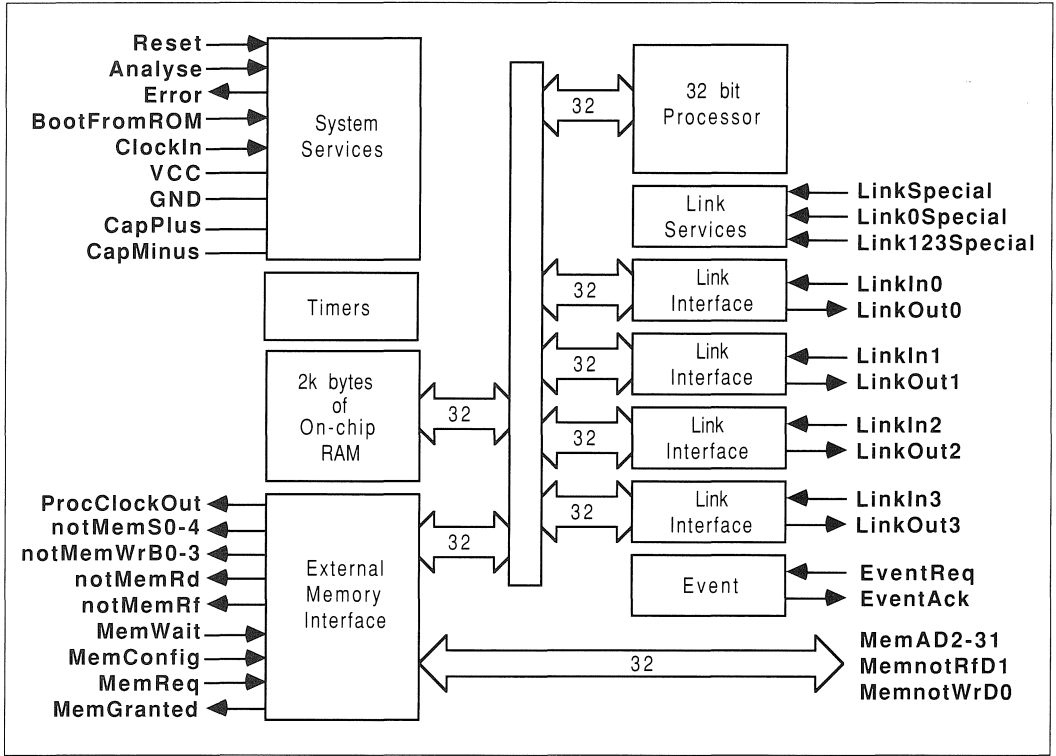 Reset
Analyse
Error
BootFromROM
ClockIn
VCC
GND
CapPlus
CapMinus
System
Services
Timers
2k bytes
of
On-chip
RAM
32
ProcClockOut
notMemS0-4
notMemWrB0-3
notMemRd
notMemRf
MemWait
MemConfig
MemReq
MemGranted
External
Memory
Interface
32
32
32 bit
Processor
Link
Services
LinkSpecial
Link0Special
Link123Special
32
Link
Interface
LinkIn0
LinkOut0
32
Link
Interface
LinkIn1
LinkOut1
32
Link
Interface
LinkIn2
LinkOut2
32
Link
Interface
LinkIn3
LinkOut3
Event
EventReq
EventAck
32
MemAD2-31
MemnotRfD1
MemnotWrD0